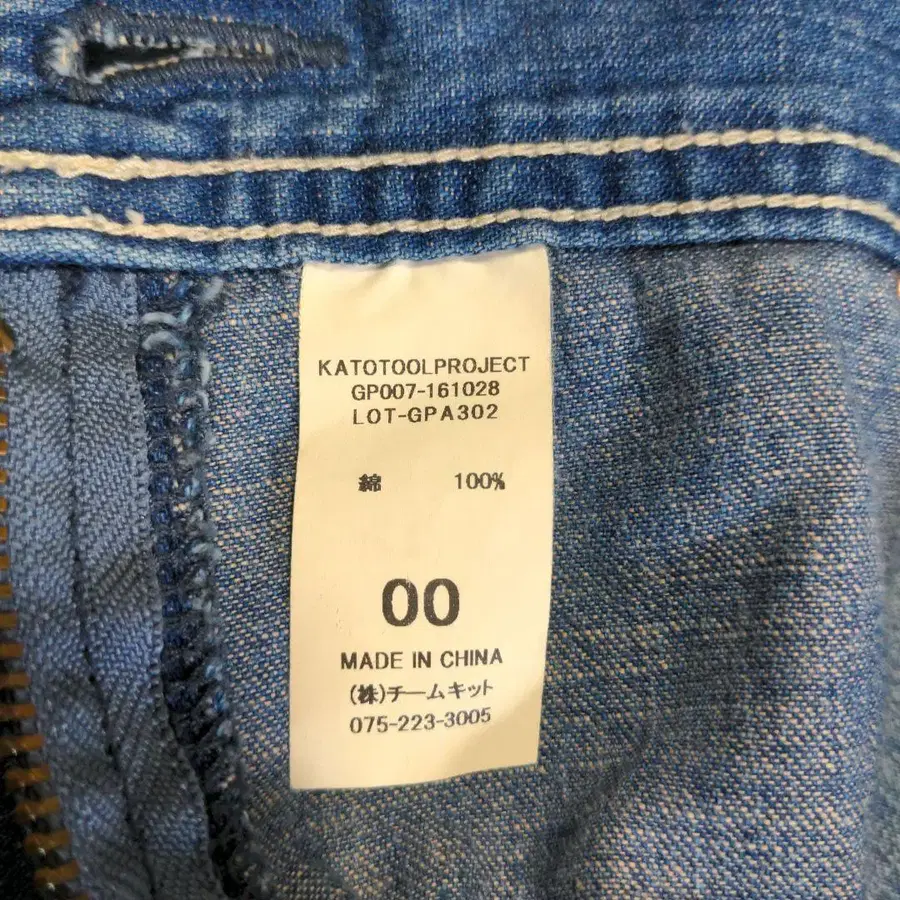 KATOTOOLPROJECT
GP007-161028
LOT-GPA302
綿 100%
00
MADE IN CHINA
(株)チームキット
075-223-3005